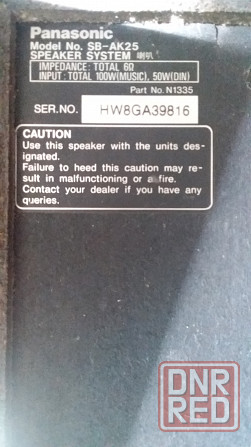 Panasonic
Model No. SB-AK25
SPEAKER SYSTEM 喇叭
IMPEDANCE: TOTAL 6Ω
INPUT: TOTAL 100W(MUSIC), 50W(DIN)
Part No. N1335
SER.NO. HW8GA39816
CAUTION
Use this speaker with the units des-
ignated.
Failure to heed this caution may re-
sult in malfunctioning or a fire.
Contact your dealer if you have any
queries.
DNR
RED